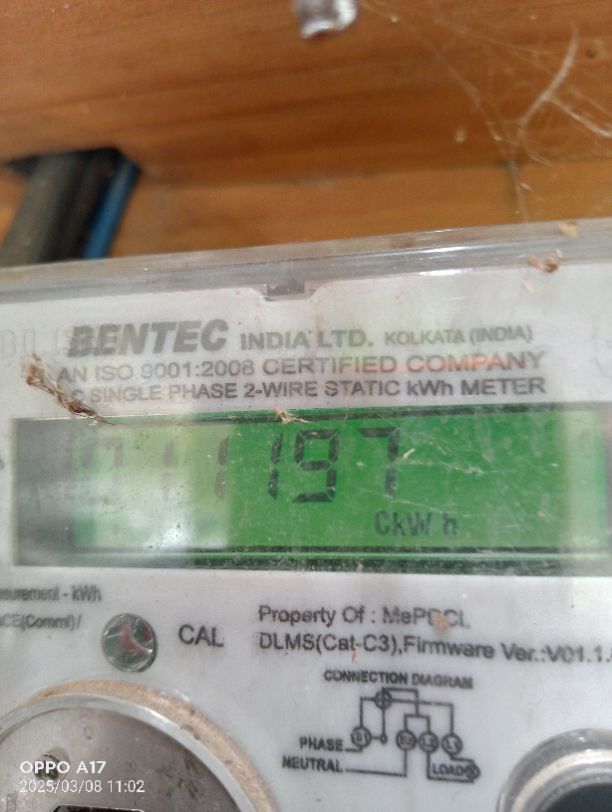 BENTEC INDIA LTD. KOLKATA (INDIA)
AN ISO 9001:2008 CERTIFIED COMPANY
SINGLE PHASE 2-WIRE STATIC kWh METER
011197
CkW h
- kWh
CAL
Property Of : MePDCL
DLMS(Cat-C3),Firmware Ver.:V01.1.
CONNECTION DIAGRAM
PHASE
NEUTRAL
LOAD
OPPO A17
2025/03/08 11:02